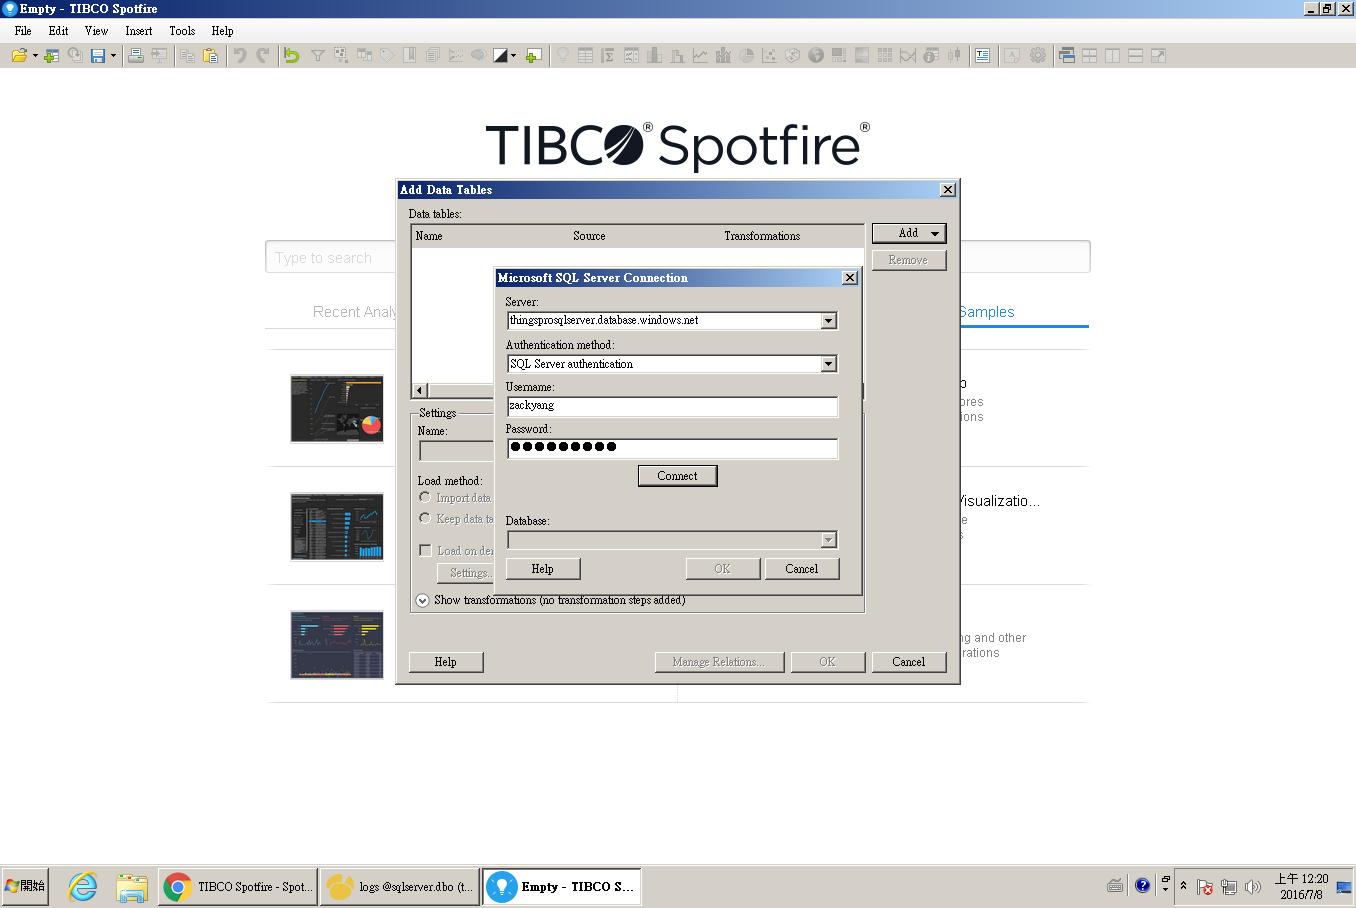 Empty - TIBCO Spotfire
File Edit View Insert Tools Help
TIBCO® Spotfire®
Add Data Tables
Data tables:
Name Source Transformations
Add
Remove
Type to search
Microsoft SQL Server Connection
Server:
thingsprosqlserver.database.windows.net
Recent Analy
Samples
Authentication method:
SQL Server authentication
Username:
zackyang
Password:
Connect
Settings
Name:
Load method:
Import data
Keep data ta
Load on den
Settings...
Database:
Help OK Cancel
Show transformations (no transformation steps added)
Help Manage Relations... OK Cancel
o
ores
ions
Visualizatio...
e
s
ng and other
rations
開始
TIBCO Spotfire - Spot...
logs @sqlserver.dbo (t...
Empty - TIBCO S...
上午 12:20
2016/7/8